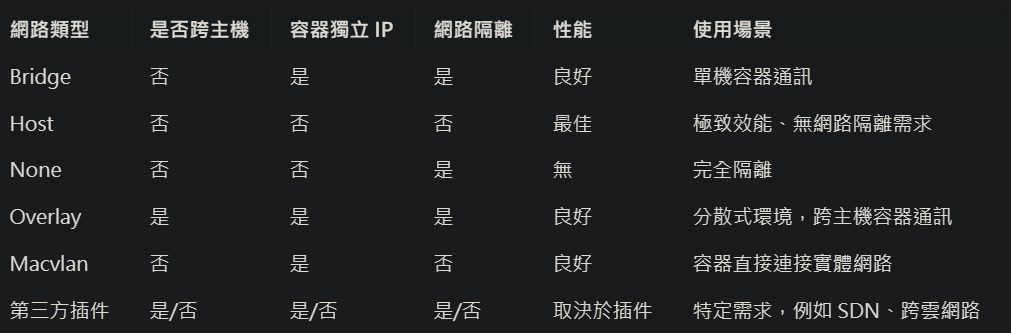 網路類型 是否跨主機 容器獨立 IP 網路隔離 性能 使用場景
Bridge 否 是 是 良好 單機容器通訊
Host 否 否 否 最佳 極致效能、無網路隔離需求
None 否 否 是 無 完全隔離
Overlay 是 是 是 良好 分散式環境，跨主機容器通訊
Macvlan 否 是 否 良好 容器直接連接實體網路
第三方插件 是/否 是/否 是/否 取決於插件 特定需求，例如 SDN、跨雲網路